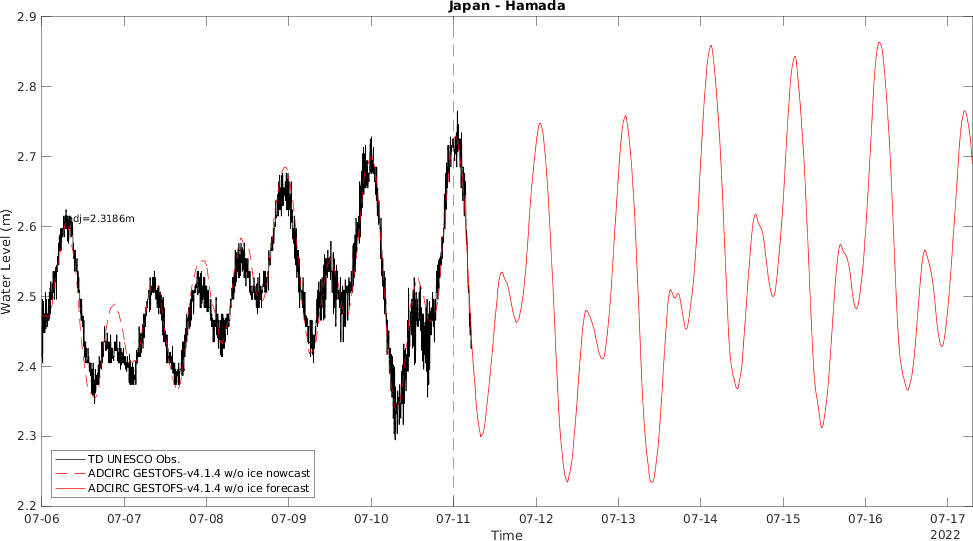 Japan - Hamada
2.9
2.8
2.7
2.6
2.5
2.4
2.3
2.2
Water Level (m)
dj=2.3186m
TD UNESCO Obs.
ADCIRC GESTOFS-v4.1.4 w/o ice nowcast
ADCIRC GESTOFS-v4.1.4 w/o ice forecast
07-06 07-07 07-08 07-09 07-10 07-11 07-12 07-13 07-14 07-15 07-16 07-17
Time
2022